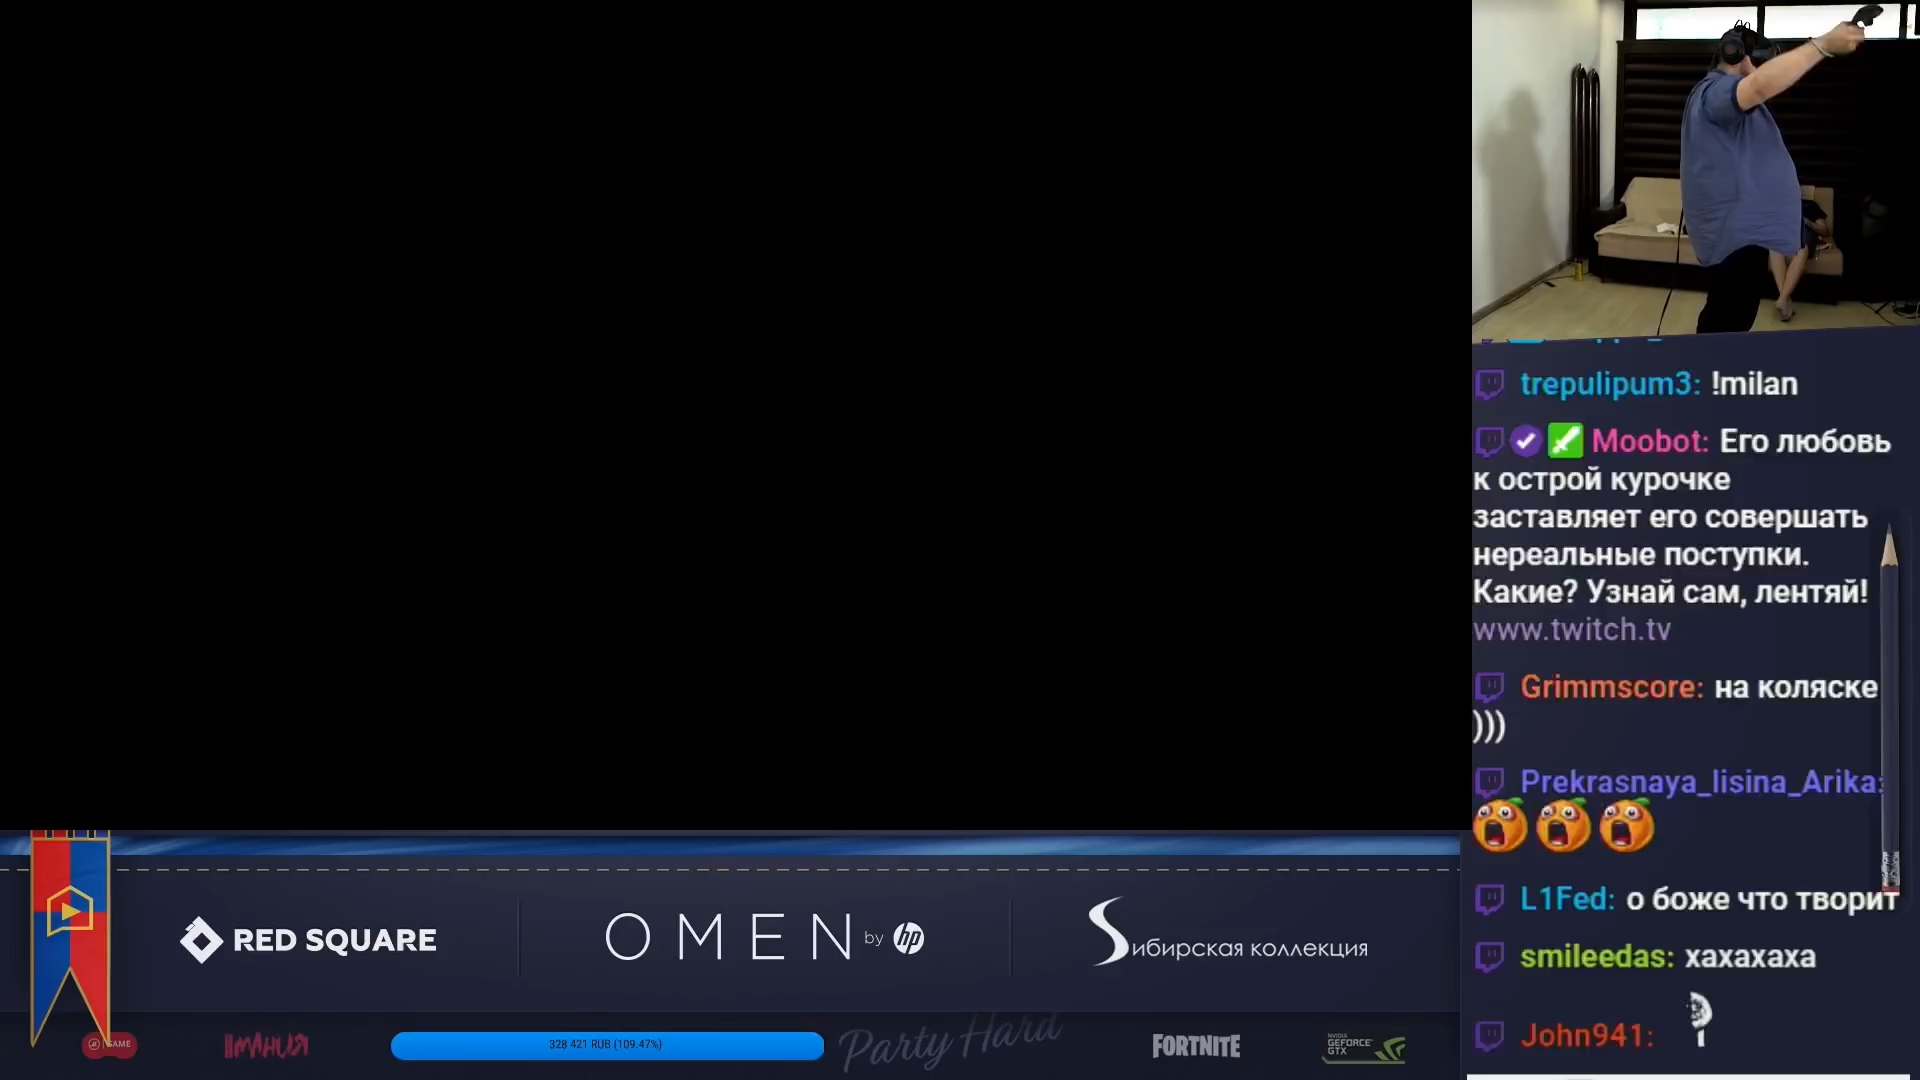 trepulipum3: !milan
Moobot: Его любовь
к острой курочке
заставляет его совершать
нереальные поступки.
Какие? Узнай сам, лентяй!
www.twitch.tv
Grimmscore: на коляске
)))
Prekrasnaya_lisina_Arika:
L1Fed: о боже что творит
smileedas: хахахаха
John941:
RED SQUARE
OMEN by hp
Сибирская коллекция
GAME
328 421 RUB (109.47%)
Party Hard
FORTNITE
NVIDIA
GEFORCE
GTX